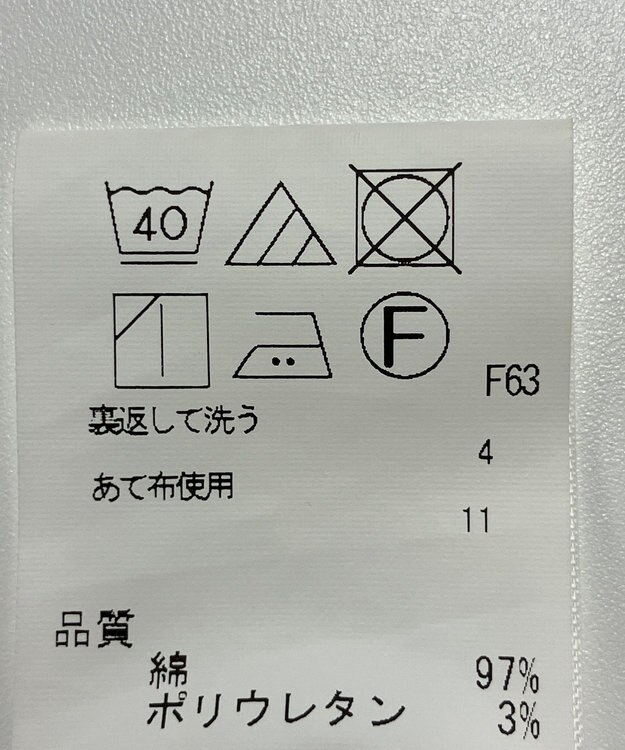 40
F
F63
裏返して洗う
4
あて布使用
11
品質
綿 97%
ポリウレタン 3%